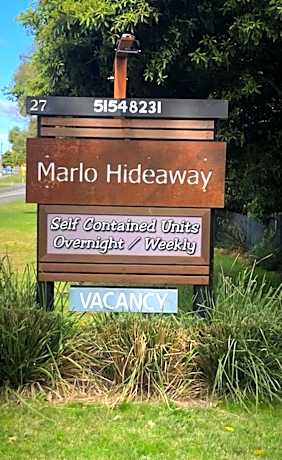 27 51548231
Marlo Hideaway
Self Contained Units
Overnight / Weekly
VACANCY